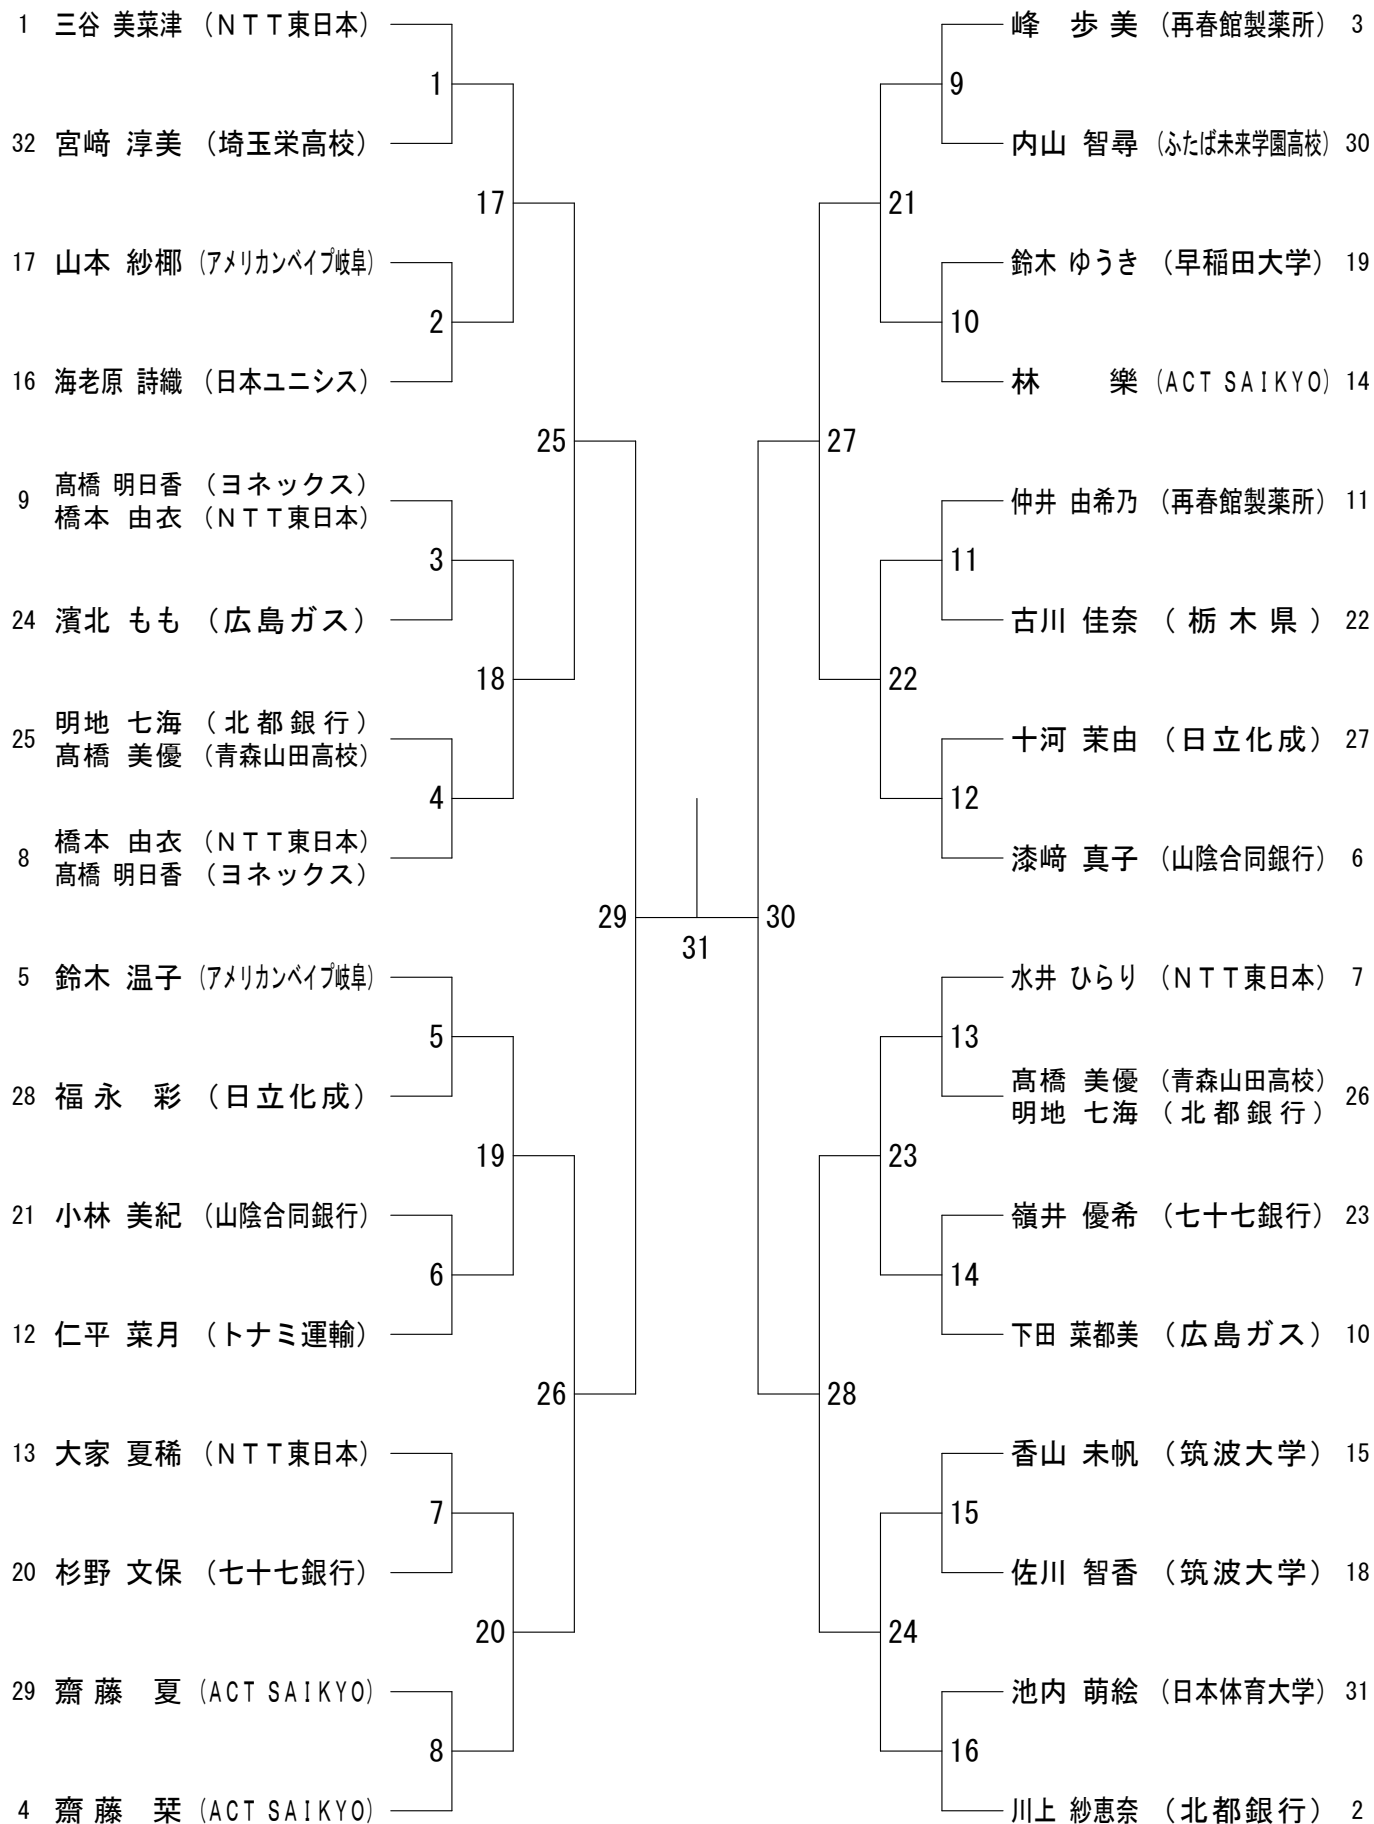 1 三谷 美菜津 (ＮＴＴ東日本)
1
32 宮﨑 淳美 (埼玉栄高校)
17
17 山本 紗椰 (アメリカンベイプ岐阜)
2
16 海老原 詩織 (日本ユニシス)
25
9 髙橋 明日香 (ヨネックス)
橋本 由衣 (ＮＴＴ東日本)
3
24 濱北 もも (広島ガス)
18
25 明地 七海 (北都銀行)
髙橋 美優 (青森山田高校)
4
8 橋本 由衣 (ＮＴＴ東日本)
髙橋 明日香 (ヨネックス)
29
5 鈴木 温子 (アメリカンベイプ岐阜)
5
28 福永 彩 (日立化成)
19
21 小林 美紀 (山陰合同銀行)
6
12 仁平 菜月 (トナミ運輸)
26
13 大家 夏稀 (ＮＴＴ東日本)
7
20 杉野 文保 (七十七銀行)
20
29 齋藤 夏 (ACT SAIKYO)
8
4 齋藤 栞 (ACT SAIKYO)
31
峰 歩美 (再春館製薬所) 3
9
内山 智尋 (ふたば未来学園高校) 30
21
鈴木 ゆうき (早稲田大学) 19
10
林 樂 (ACT SAIKYO) 14
27
仲井 由希乃 (再春館製薬所) 11
11
古川 佳奈 (栃木県) 22
22
十河 茉由 (日立化成) 27
12
漆﨑 真子 (山陰合同銀行) 6
30
水井 ひらり (ＮＴＴ東日本) 7
13
髙橋 美優 (青森山田高校)
明地 七海 (北都銀行) 26
23
嶺井 優希 (七十七銀行) 23
14
下田 菜都美 (広島ガス) 10
28
香山 未帆 (筑波大学) 15
15
佐川 智香 (筑波大学) 18
24
池内 萌絵 (日本体育大学) 31
16
川上 紗恵奈 (北都銀行) 2